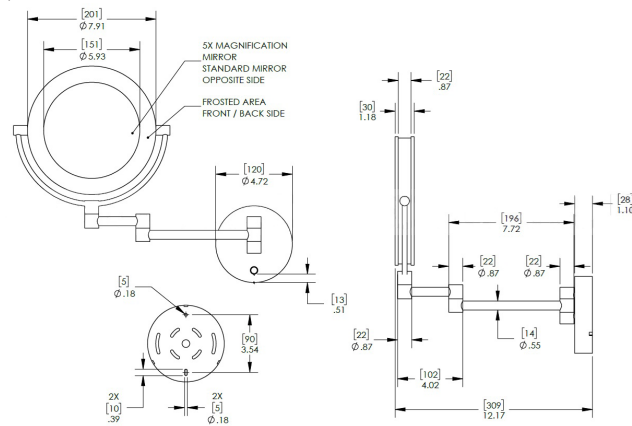 [201]
Ø7.91
[151]
Ø5.93
5X MAGNIFICATION
MIRROR
STANDARD MIRROR
OPPOSITE SIDE
FROSTED AREA
FRONT / BACK SIDE
[22]
.87
[30]
1.18
[120]
Ø4.72
[28]
1.10
[196]
7.72
[22]
Ø.87
[22]
Ø.87
[13]
.51
[5]
Ø.18
[90]
3.54
[22]
Ø.87
[14]
Ø.55
[102]
4.02
2X
[10]
.39
2X
[5]
Ø.18
[309]
12.17